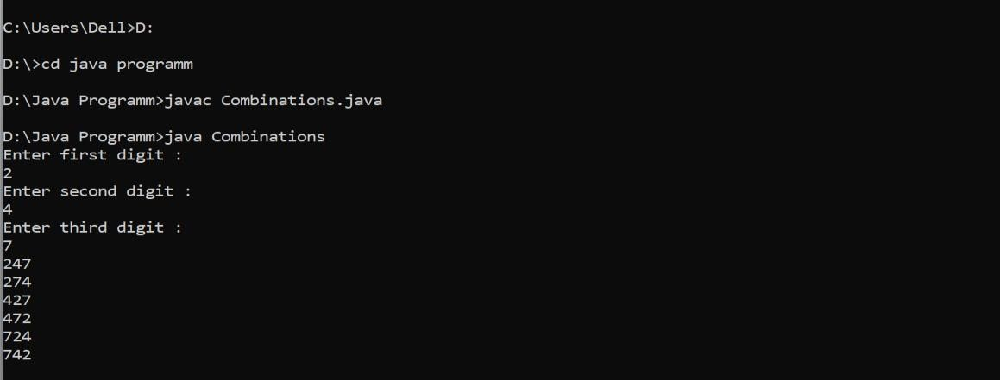 C:\Users\Dell>D:
D:\>cd java programm
D:\Java Programm>javac Combinations.java
D:\Java Programm>java Combinations
Enter first digit :
2
Enter second digit :
4
Enter third digit :
7
247
274
427
472
724
742